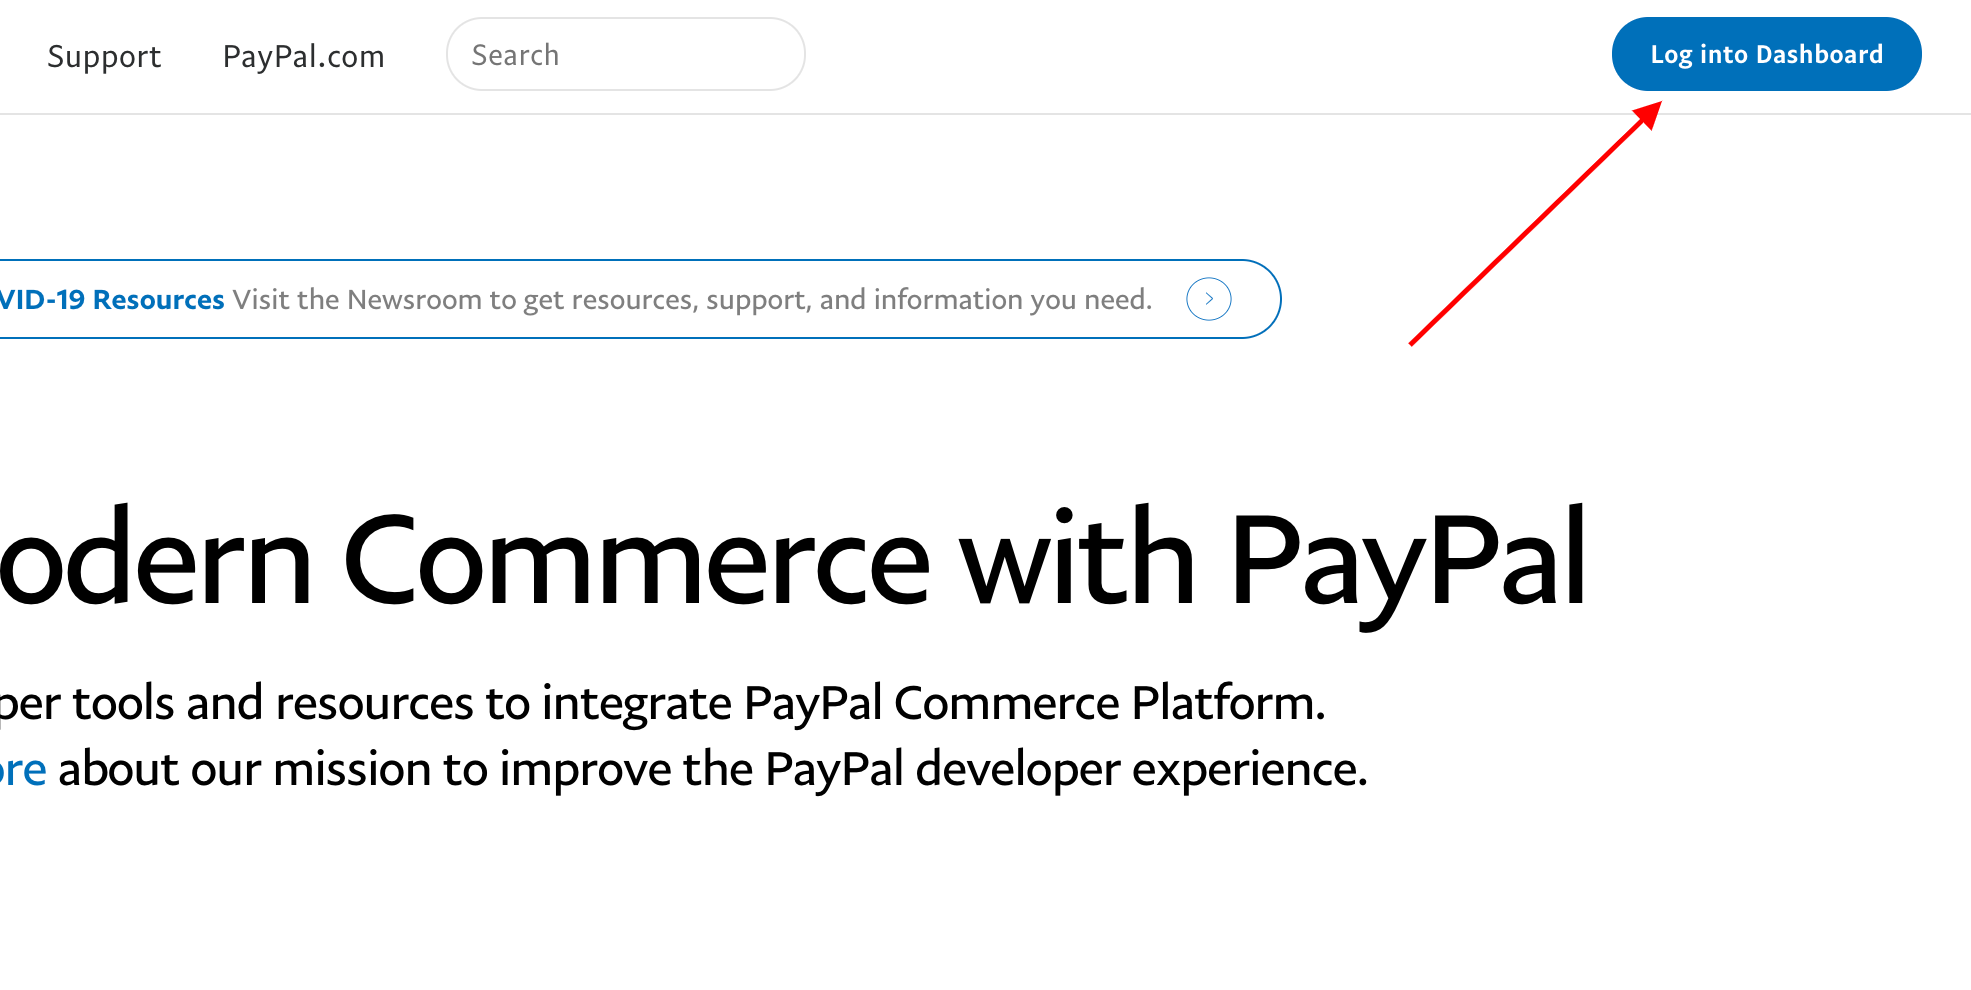 Support
PayPal.com
Search
Log into Dashboard
VID-19 Resources Visit the Newsroom to get resources, support, and information you need.
odern Commerce with PayPal
per tools and resources to integrate PayPal Commerce Platform.
ore about our mission to improve the PayPal developer experience.